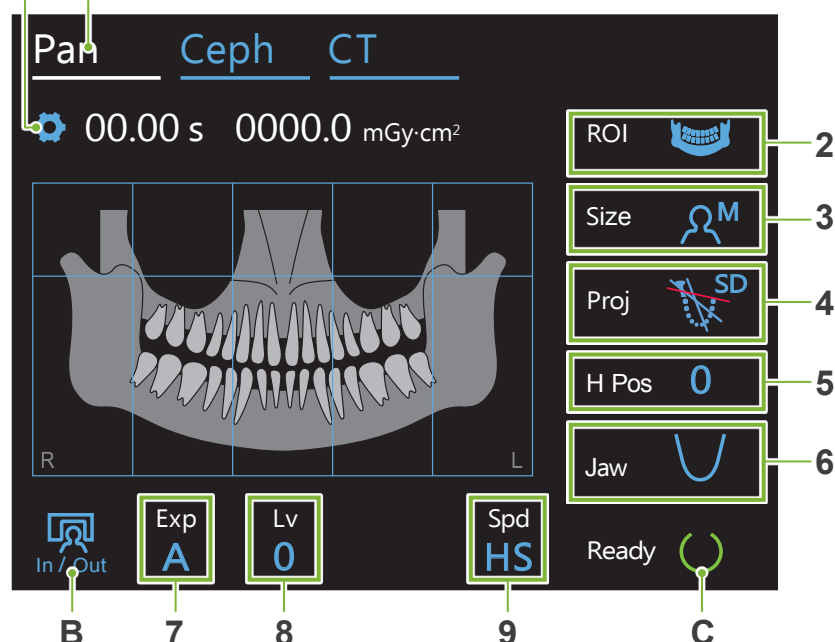 Pan Ceph CT
00.00 s 0000.0 mGy·cm²
ROI
2
Size M
3
Proj SD
4
H Pos 0
5
Jaw
6
R L
In / Out
Exp
A
Lv
0
Spd
HS
Ready
B 7 8 9 C